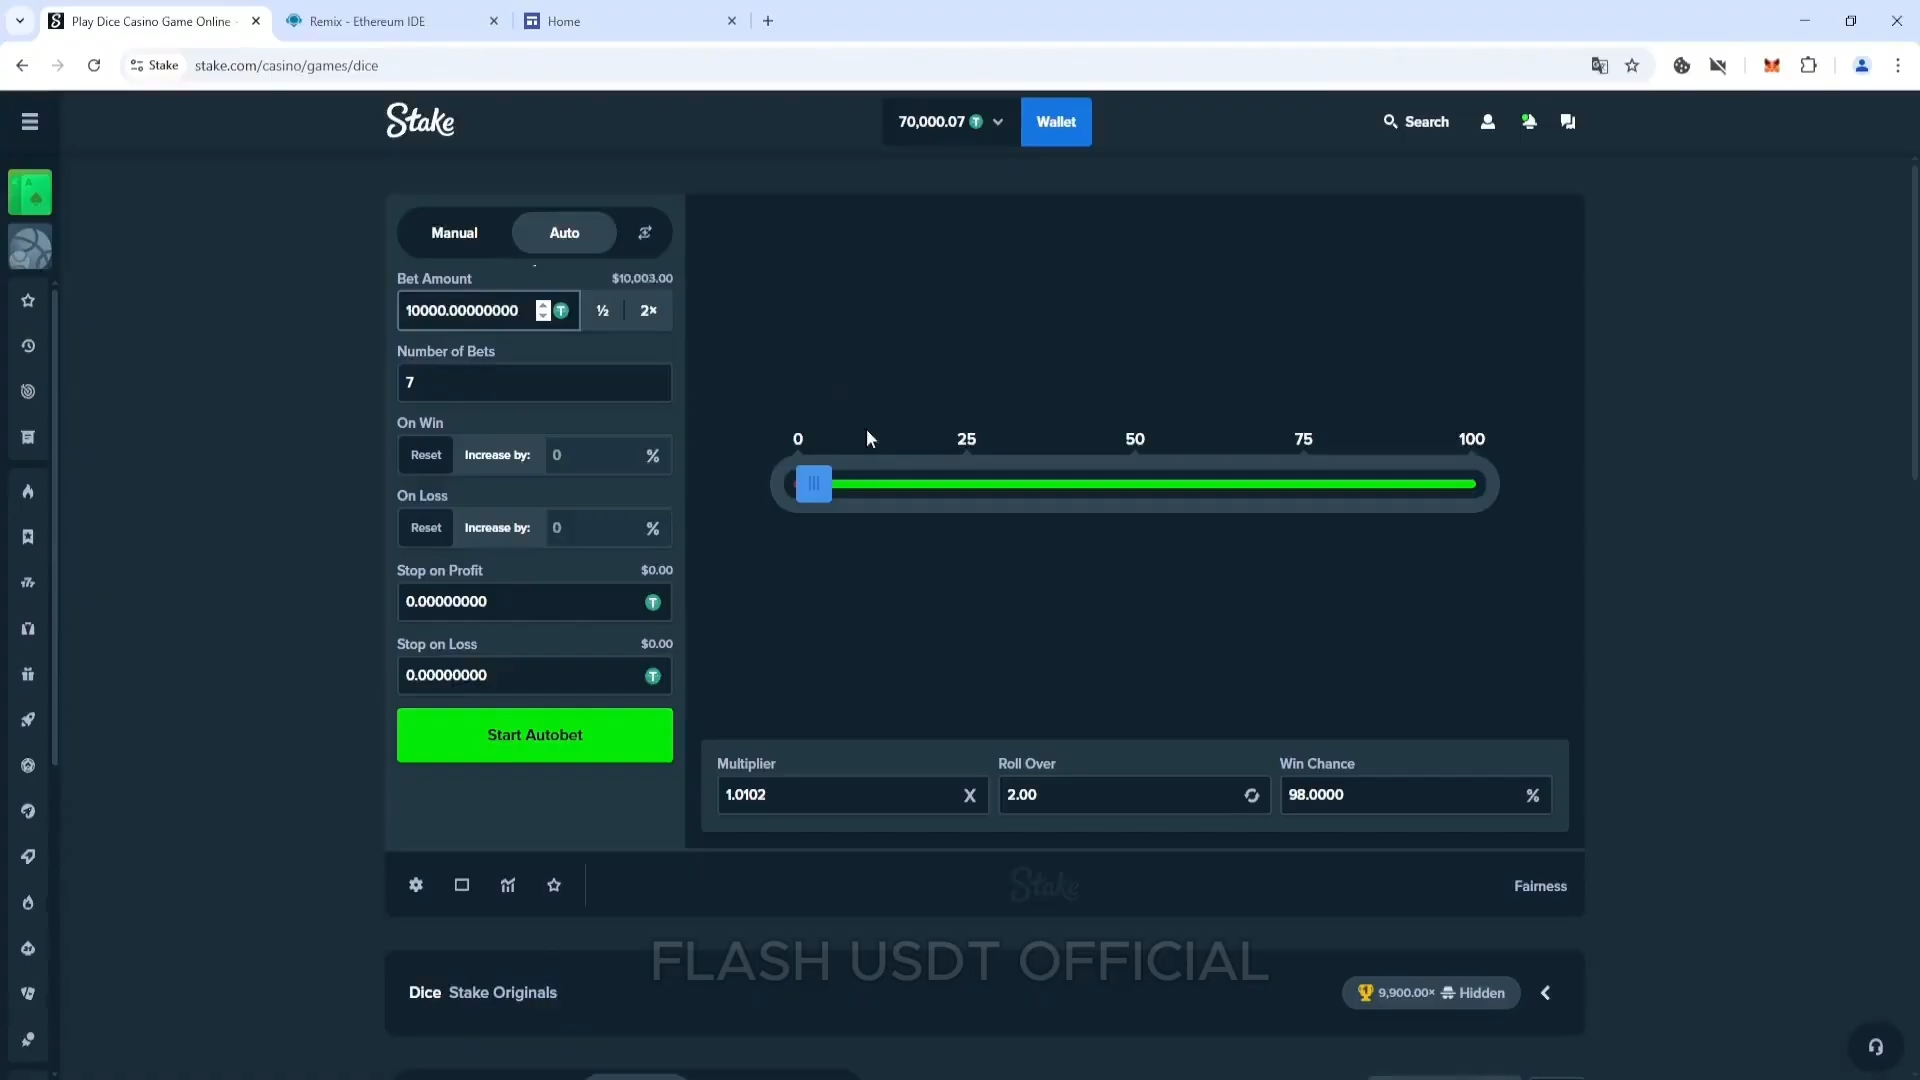 Play Dice Casino Game Online -
Remix - Ethereum IDE
Home
Stake
stake.com/casino/games/dice
Stake
70,000.07
Wallet
Search
Manual
Auto
Bet Amount
$10,003.00
10000.00000000
½
2×
Number of Bets
7
On Win
Reset
Increase by:
0
%
On Loss
Reset
Increase by:
0
%
Stop on Profit
$0.00
0.00000000
Stop on Loss
$0.00
0.00000000
Start Autobet
0
25
50
75
100
Multiplier
Roll Over
Win Chance
1.0102
2.00
98.0000
%
Stake
Fairness
FLASH USDT OFFICIAL
Dice
Stake Originals
9,900.00×
Hidden